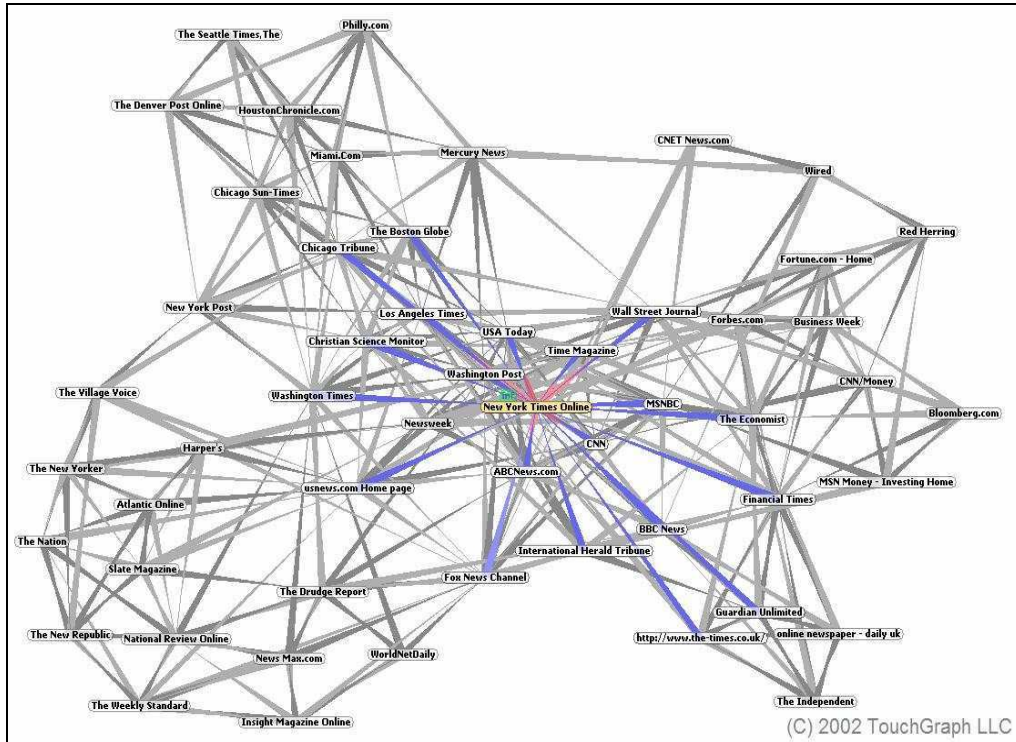 Philly.com
The Seattle Times,The
The Denver Post Online
HoustonChronicle.com
CNET News.com
Miami.Com
Mercury News
Wired
Chicago Sun-Times
The Boston Globe
Red Herring
Chicago Tribune
Fortune.com - Home
New York Post
Los Angeles Times
Wall Street Journal
Forbes.com
Business Week
USA Today
Christian Science Monitor
Time Magazine
Washington Post
CNN/Money
The Village Voice
Washington Times
New York Times Online
MSNBC
Bloomberg.com
The Economist
Newsweek
CNN
Harper's
The New Yorker
ABCNews.com
usnews.com Home page
MSN Money - Investing Home
Atlantic Online
Financial Times
BBC News
The Nation
International Herald Tribune
Slate Magazine
Fox News Channel
The Drudge Report
Guardian Unlimited
The New Republic
National Review Online
http://www.the-times.co.uk/
online newspaper - daily uk
News Max.com
WorldNetDaily
The Weekly Standard
The Independent
Insight Magazine Online
(C) 2002 TouchGraph LLC